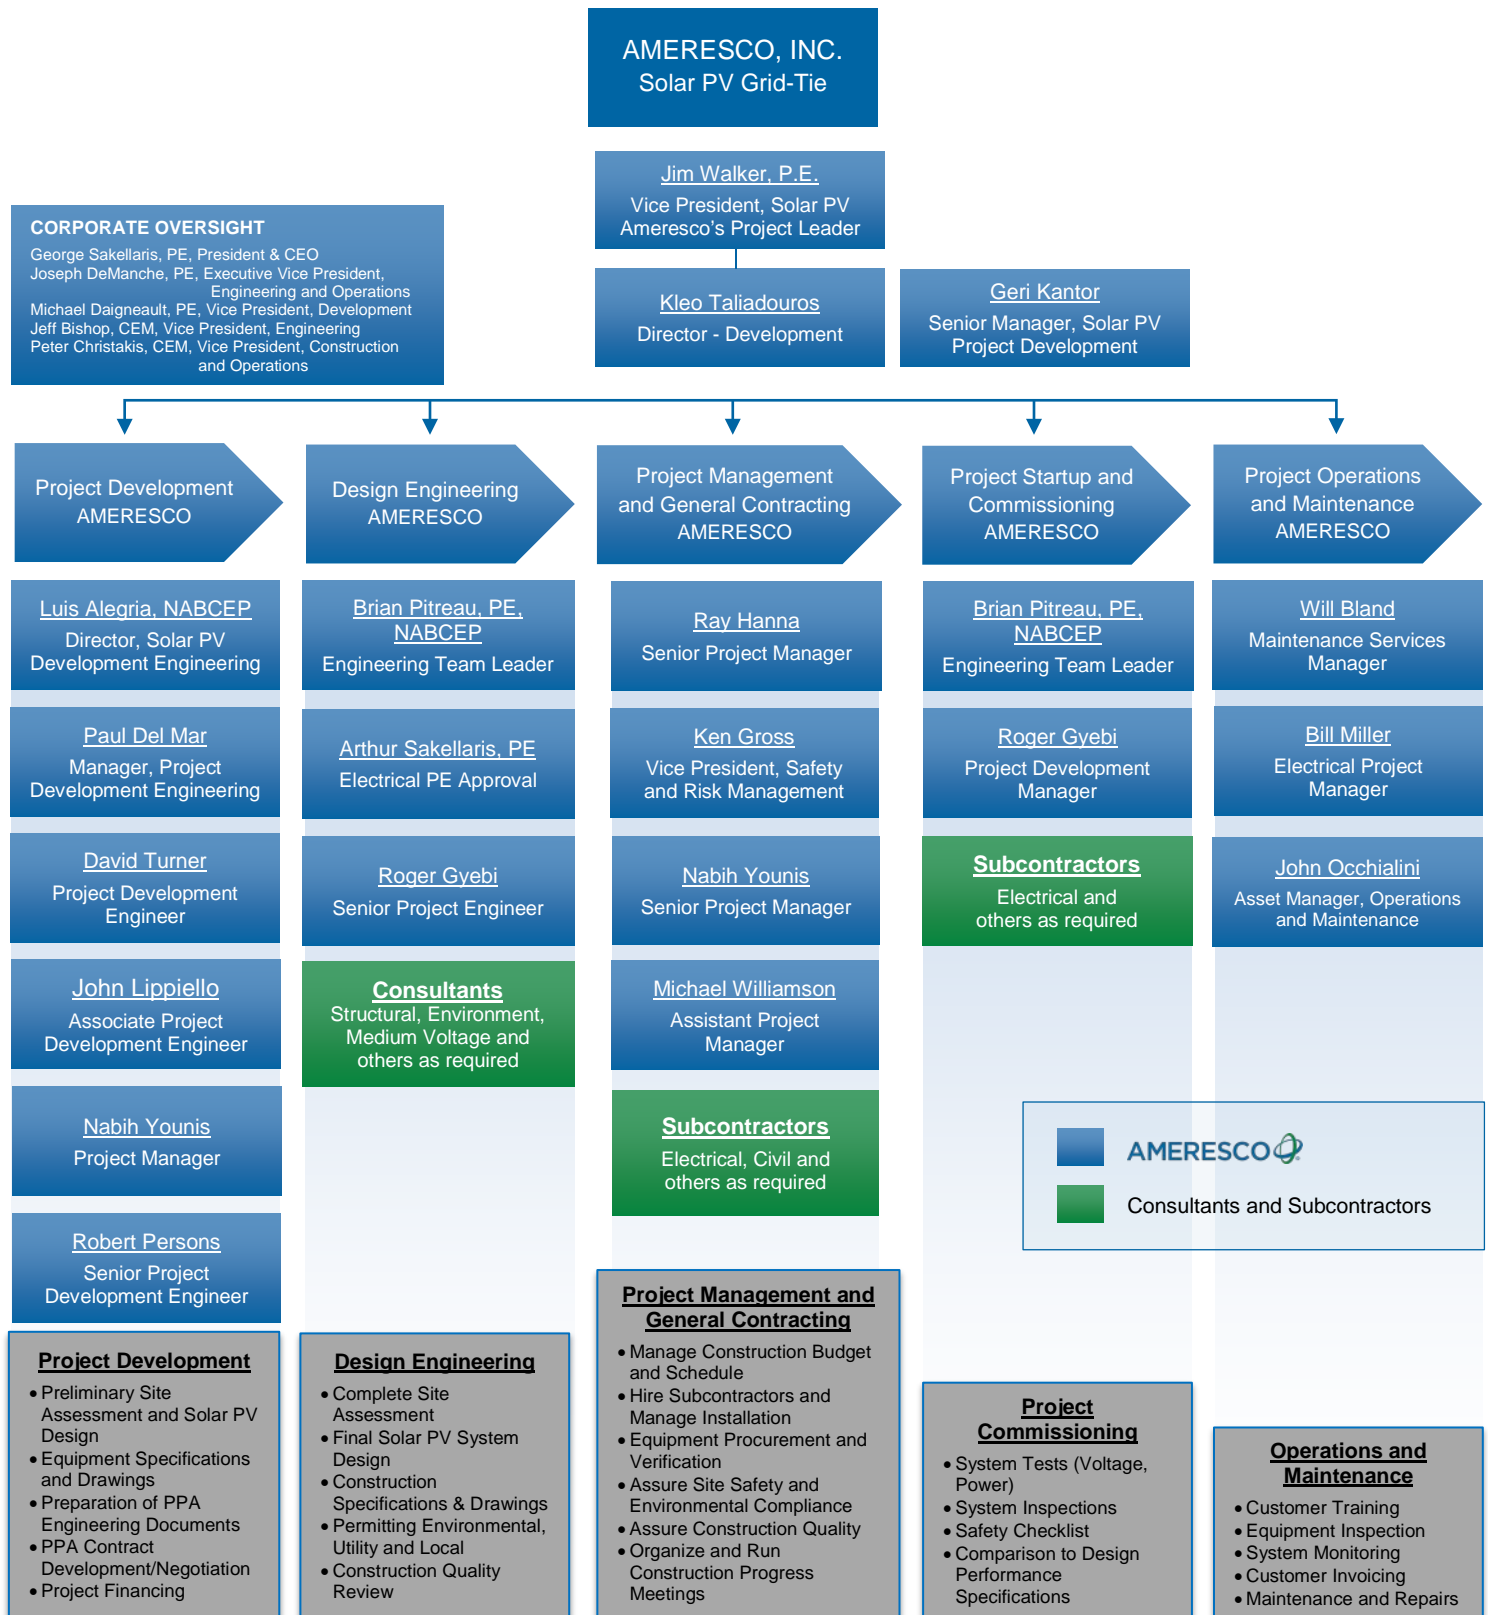 AMERESCO, INC.
Solar PV Grid-Tie
Jim Walker, P.E.
Vice President, Solar PV
Ameresco’s Project Leader
CORPORATE OVERSIGHT
George Sakellaris, PE, President & CEO
Joseph DeManche, PE, Executive Vice President,
Engineering and Operations
Michael Daigneault, PE, Vice President, Development
Jeff Bishop, CEM, Vice President, Engineering
Peter Christakis, CEM, Vice President, Construction
and Operations
Kleo Taliadouros
Director - Development
Geri Kantor
Senior Manager, Solar PV
Project Development
Project Development
AMERESCO
Design Engineering
AMERESCO
Project Management
and General Contracting
AMERESCO
Project Startup and
Commissioning
AMERESCO
Project Operations
and Maintenance
AMERESCO
Luis Alegria, NABCEP
Director, Solar PV
Development Engineering
Paul Del Mar
Manager, Project
Development Engineering
David Turner
Project Development
Engineer
John Lippiello
Associate Project
Development Engineer
Nabih Younis
Project Manager
Robert Persons
Senior Project
Development Engineer
Brian Pitreau, PE,
NABCEP
Engineering Team Leader
Arthur Sakellaris, PE
Electrical PE Approval
Roger Gyebi
Senior Project Engineer
Consultants
Structural, Environment,
Medium Voltage and
others as required
Ray Hanna
Senior Project Manager
Ken Gross
Vice President, Safety
and Risk Management
Nabih Younis
Senior Project Manager
Michael Williamson
Assistant Project
Manager
Subcontractors
Electrical, Civil and
others as required
Brian Pitreau, PE,
NABCEP
Engineering Team Leader
Roger Gyebi
Project Development
Manager
Subcontractors
Electrical and
others as required
Will Bland
Maintenance Services
Manager
Bill Miller
Electrical Project
Manager
John Occhialini
Asset Manager, Operations
and Maintenance
AMERESCO
Consultants and Subcontractors
Project Development
• Preliminary Site
Assessment and Solar PV
Design
• Equipment Specifications
and Drawings
• Preparation of PPA
Engineering Documents
• PPA Contract
Development/Negotiation
• Project Financing
Design Engineering
• Complete Site
Assessment
• Final Solar PV System
Design
• Construction
Specifications & Drawings
• Permitting Environmental,
Utility and Local
• Construction Quality
Review
Project Management and
General Contracting
• Manage Construction Budget
and Schedule
• Hire Subcontractors and
Manage Installation
• Equipment Procurement and
Verification
• Assure Site Safety and
Environmental Compliance
• Assure Construction Quality
• Organize and Run
Construction Progress
Meetings
Project
Commissioning
• System Tests (Voltage,
Power)
• System Inspections
• Safety Checklist
• Comparison to Design
Performance
Specifications
Operations and
Maintenance
• Customer Training
• Equipment Inspection
• System Monitoring
• Customer Invoicing
• Maintenance and Repairs